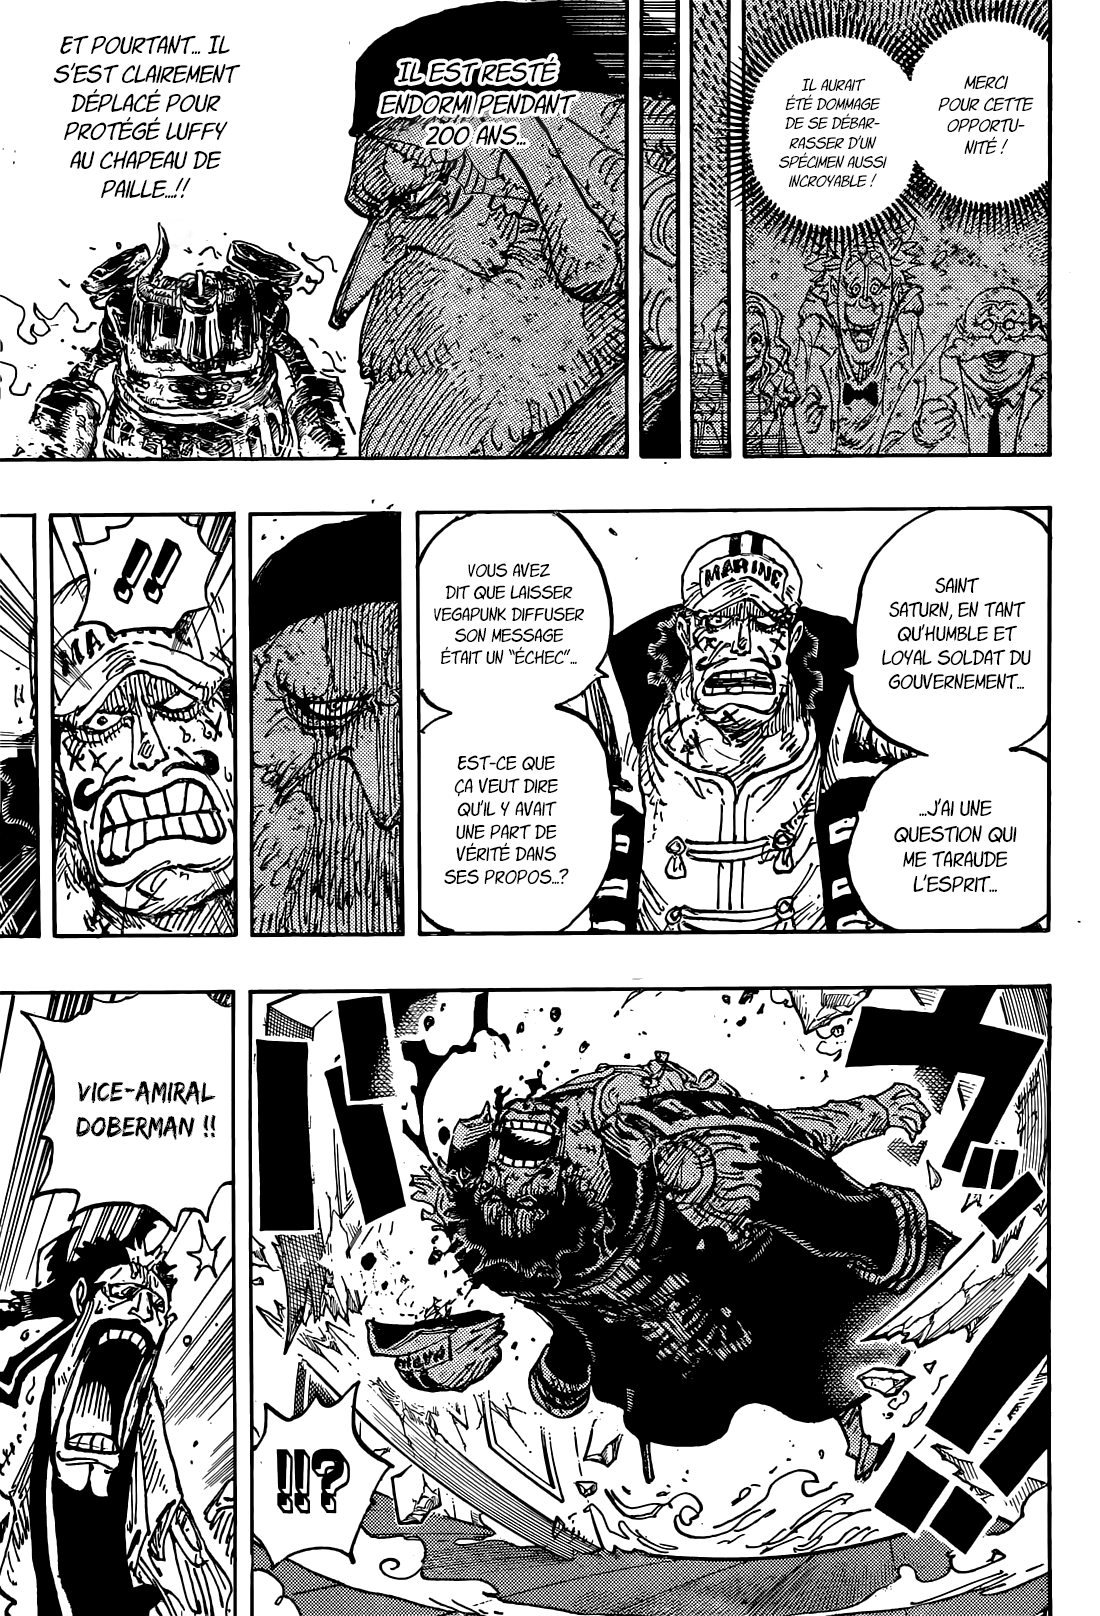 MERCI
POUR CETTE
OPPORTU-
NITÉ !
IL AURAIT
ÉTÉ DOMMAGE
DE SE DÉBAR-
RASSER D'UN
SPÉCIMEN AUSSI
INCROYABLE !
IL EST RESTÉ
ENDORMI PENDANT
200 ANS...
ET POURTANT... IL
S'EST CLAIREMENT
DÉPLACÉ POUR
PROTÉGÉ LUFFY
AU CHAPEAU DE
PAILLE...!!
MARINE
SAINT
SATURN, EN TANT
QU'HUMBLE ET
LOYAL SOLDAT DU
GOUVERNEMENT...
...J'AI UNE
QUESTION QUI
ME TARAUDE
L'ESPRIT...
VOUS AVEZ
DIT QUE LAISSER
VEGAPUNK DIFFUSER
SON MESSAGE
ÉTAIT UN "ÉCHEC"...
EST-CE QUE
ÇA VEUT DIRE
QU'IL Y AVAIT
UNE PART DE
VÉRITÉ DANS
SES PROPOS...?
!!
MA
!!?
VICE-AMIRAL
DOBERMAN !!